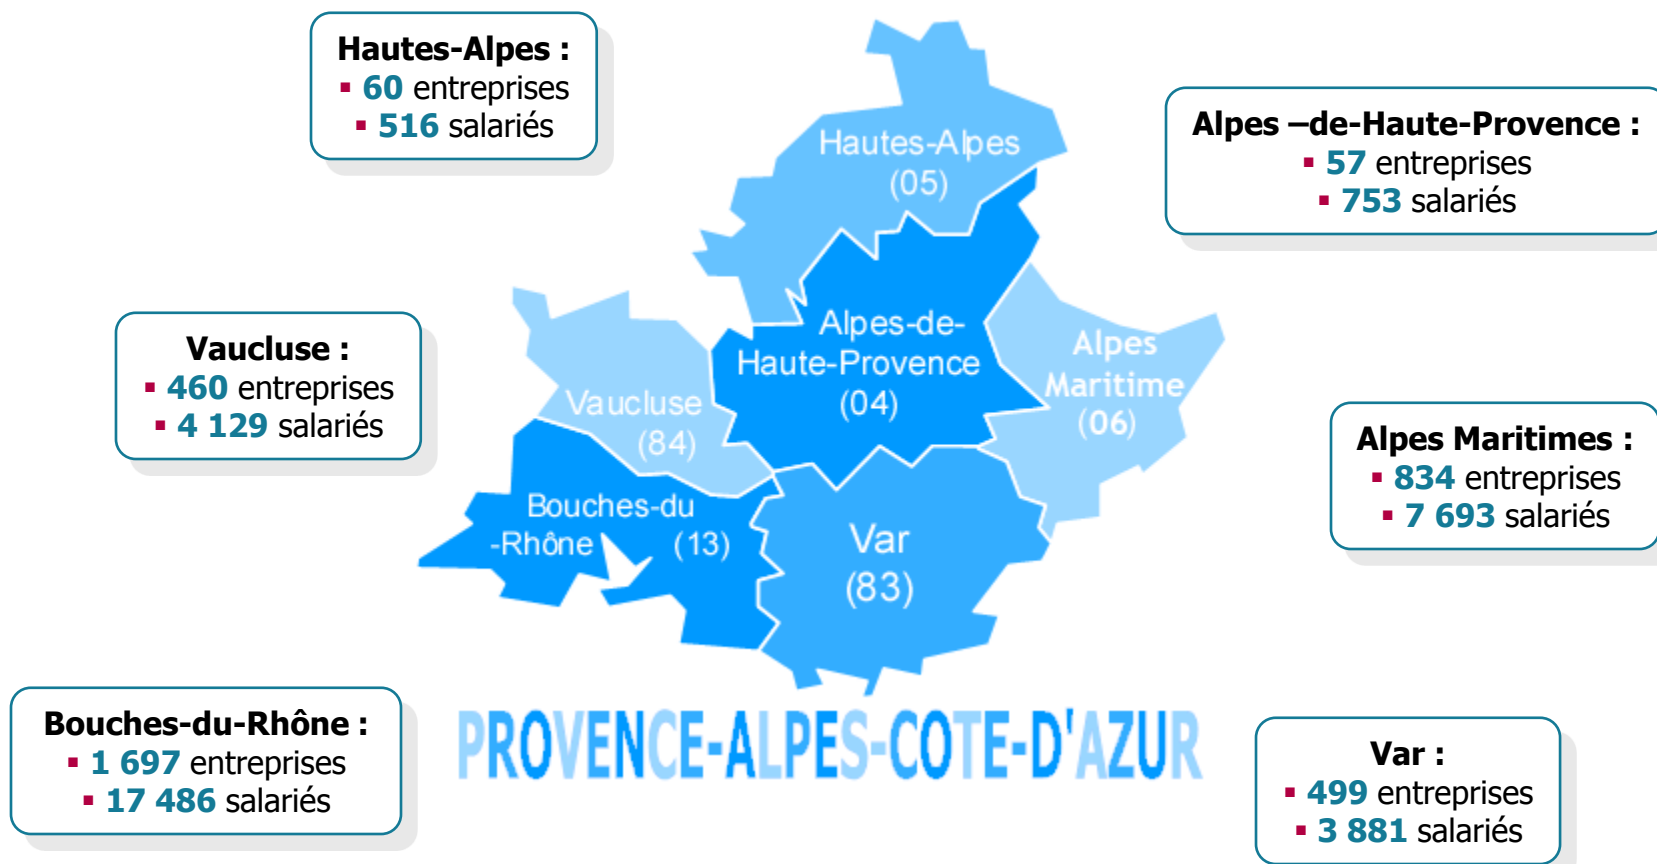 Hautes-Alpes :
▪ 60 entreprises
▪ 516 salariés
Alpes –de-Haute-Provence :
▪ 57 entreprises
▪ 753 salariés
Vaucluse :
▪ 460 entreprises
▪ 4 129 salariés
Alpes Maritimes :
▪ 834 entreprises
▪ 7 693 salariés
Bouches-du-Rhône :
▪ 1 697 entreprises
▪ 17 486 salariés
Var :
▪ 499 entreprises
▪ 3 881 salariés
Hautes-Alpes
(05)
Alpes-de-
Haute-Provence
(04)
Alpes
Maritime
(06)
Vaucluse
(84)
Bouches-du
-Rhône (13)
Var
(83)
PROVENCE-ALPES-COTE-D'AZUR